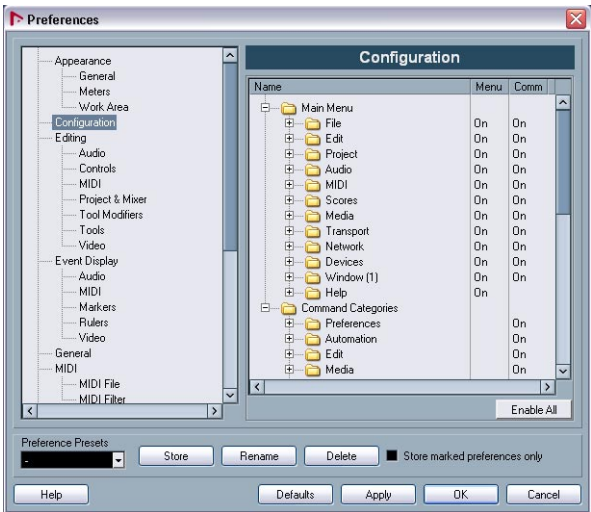 Preferences
Appearance
General
Meters
Work Area
Configuration
Editing
Audio
Controls
MIDI
Project & Mixer
Tool Modifiers
Tools
Video
Event Display
Audio
MIDI
Markers
Rulers
Video
General
MIDI
MIDI File
MIDI Filter
Configuration
Name Menu Comm
Main Menu
File On On
Edit On On
Project On On
Audio On On
MIDI On On
Scores On On
Media On On
Transport On On
Network On On
Devices On On
Window (1) On On
Help On
Command Categories
Preferences On
Automation On
Edit On
Media On
Enable All
Preference Presets
-
Store Rename Delete Store marked preferences only
Help Defaults Apply OK Cancel